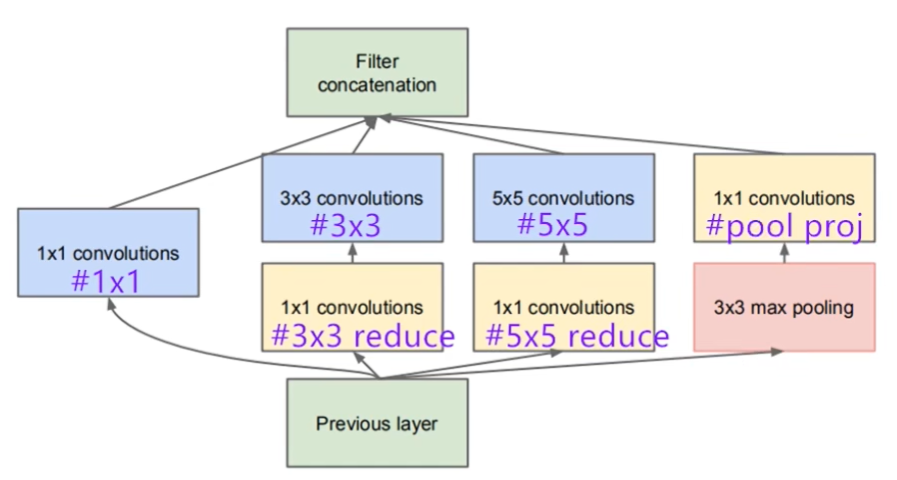 Filter
concatenation
3x3 convolutions
#3x3
5x5 convolutions
#5x5
1x1 convolutions
#pool proj
1x1 convolutions
#1x1
1x1 convolutions
#3x3 reduce
1x1 convolutions
#5x5 reduce
3x3 max pooling
Previous layer